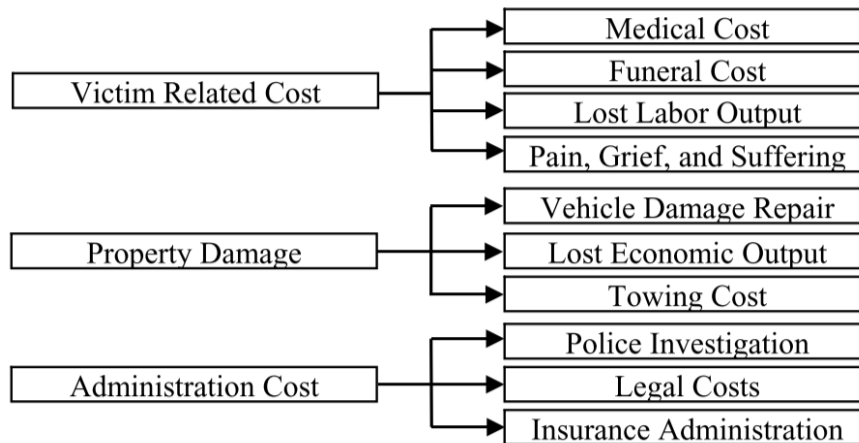 Victim Related Cost
Medical Cost
Funeral Cost
Lost Labor Output
Pain, Grief, and Suffering
Property Damage
Vehicle Damage Repair
Lost Economic Output
Towing Cost
Administration Cost
Police Investigation
Legal Costs
Insurance Administration